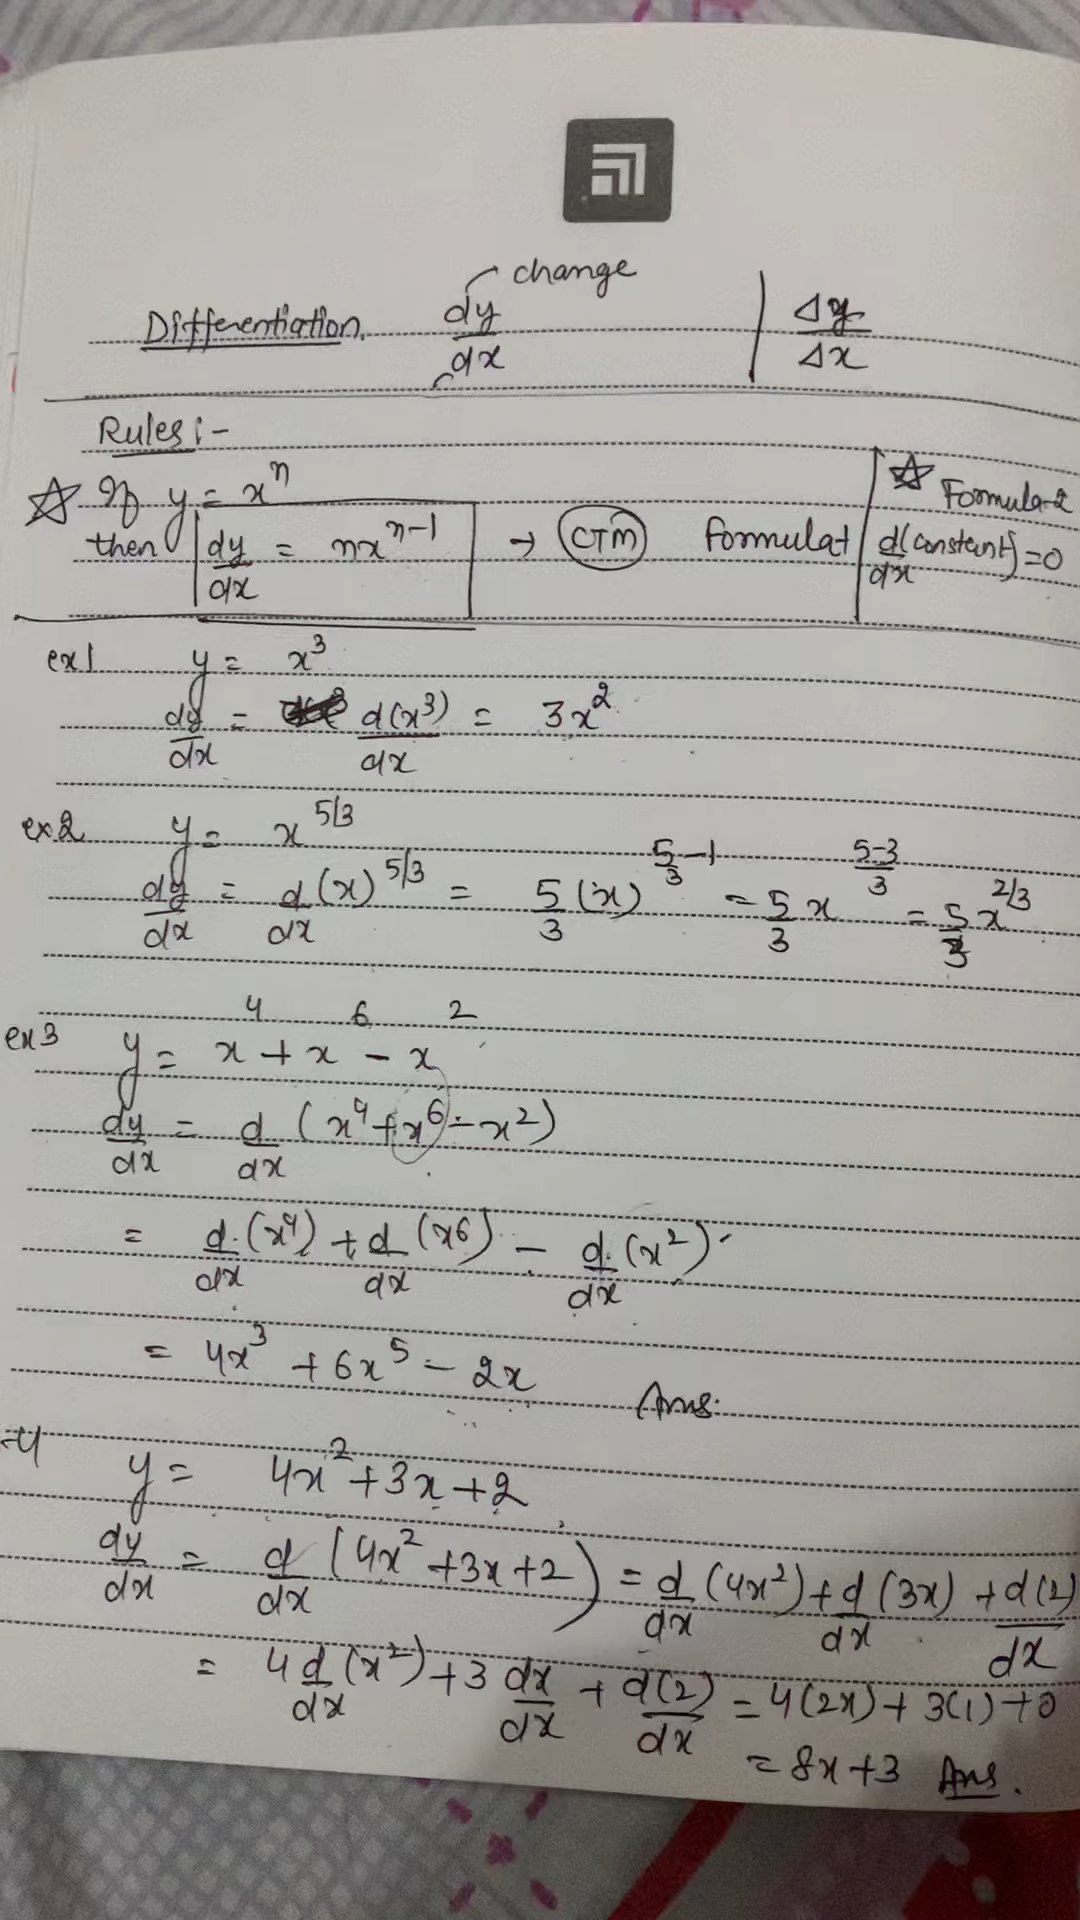 change
Differentiation. dy/dx | Δy/Δx
Rules :-
☆ If y = x^n
then dy/dx = nx^(n-1) → (CTM) Formula1 | ☆ Formula-2 d(constant)/dx = 0
ex1 y = x^3
dy/dx = d(x^3)/dx = 3x^2
ex2 y = x^(5/3)
dy/dx = d/dx (x)^(5/3) = 5/3 (x)^(5/3 - 1) = 5/3 x^((5-3)/3) = 5/3 x^(2/3)
ex3 y = x^4 + x^6 - x^2
dy/dx = d/dx (x^4 + x^6 - x^2)
= d/dx (x^4) + d/dx (x^6) - d/dx (x^2)
= 4x^3 + 6x^5 - 2x Ans.
-4 y = 4x^2 + 3x + 2
dy/dx = d/dx (4x^2 + 3x + 2) = d/dx (4x^2) + d/dx (3x) + d(2)/dx
= 4 d/dx (x^2) + 3 dx/dx + d(2)/dx = 4(2x) + 3(1) + 0
= 8x + 3 Ans.